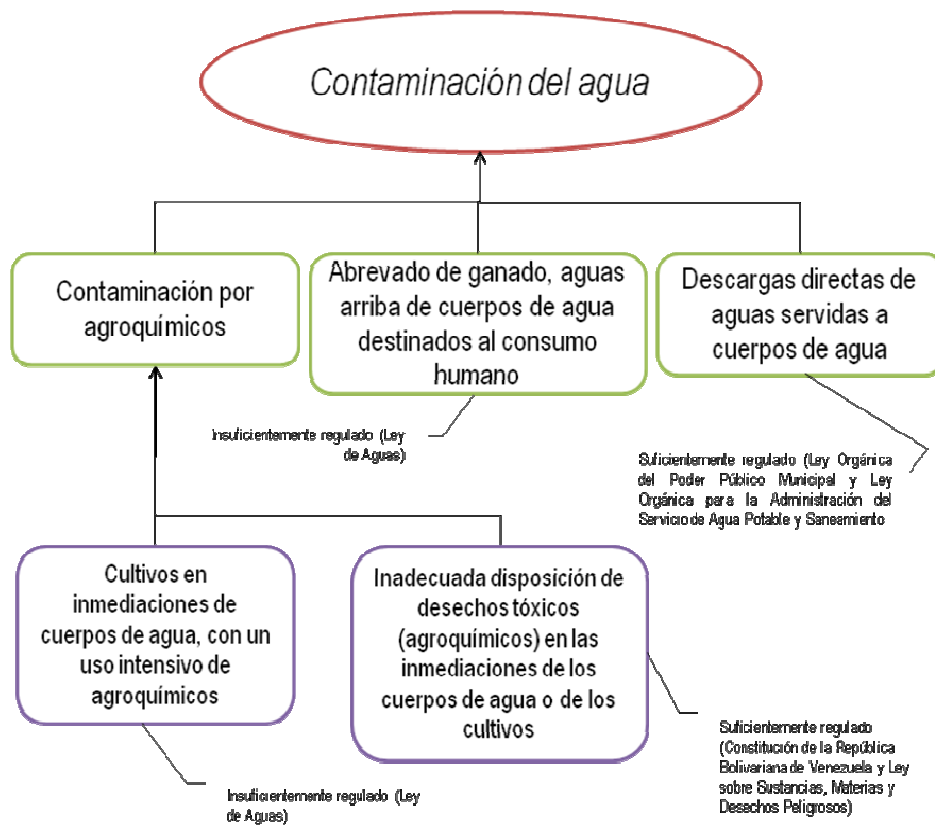 Contaminación del agua
Contaminación por
agroquímicos
Abrevado de ganado, aguas
arriba de cuerpos de agua
destinados al consumo
humano
Descargas directas de
aguas servidas a
cuerpos de agua
Insuficientemente regulado (Ley
de Aguas)
Suficientemente regulado (Ley Orgánica
del Poder Público Municipal y Ley
Orgánica para la Administración del
Servicio de Agua Potable y Saneamiento
Cultivos en
inmediaciones de
cuerpos de agua, con un
uso intensivo de
agroquímicos
Inadecuada disposición de
desechos tóxicos
(agroquímicos) en las
inmediaciones de los
cuerpos de agua o de los
cultivos
Insuficientemente regulado (Ley
de Aguas)
Suficientemente regulado
(Constitución de la República
Bolivariana de Venezuela y Ley
sobre Sustancias, Materias y
Desechos Peligrosos)